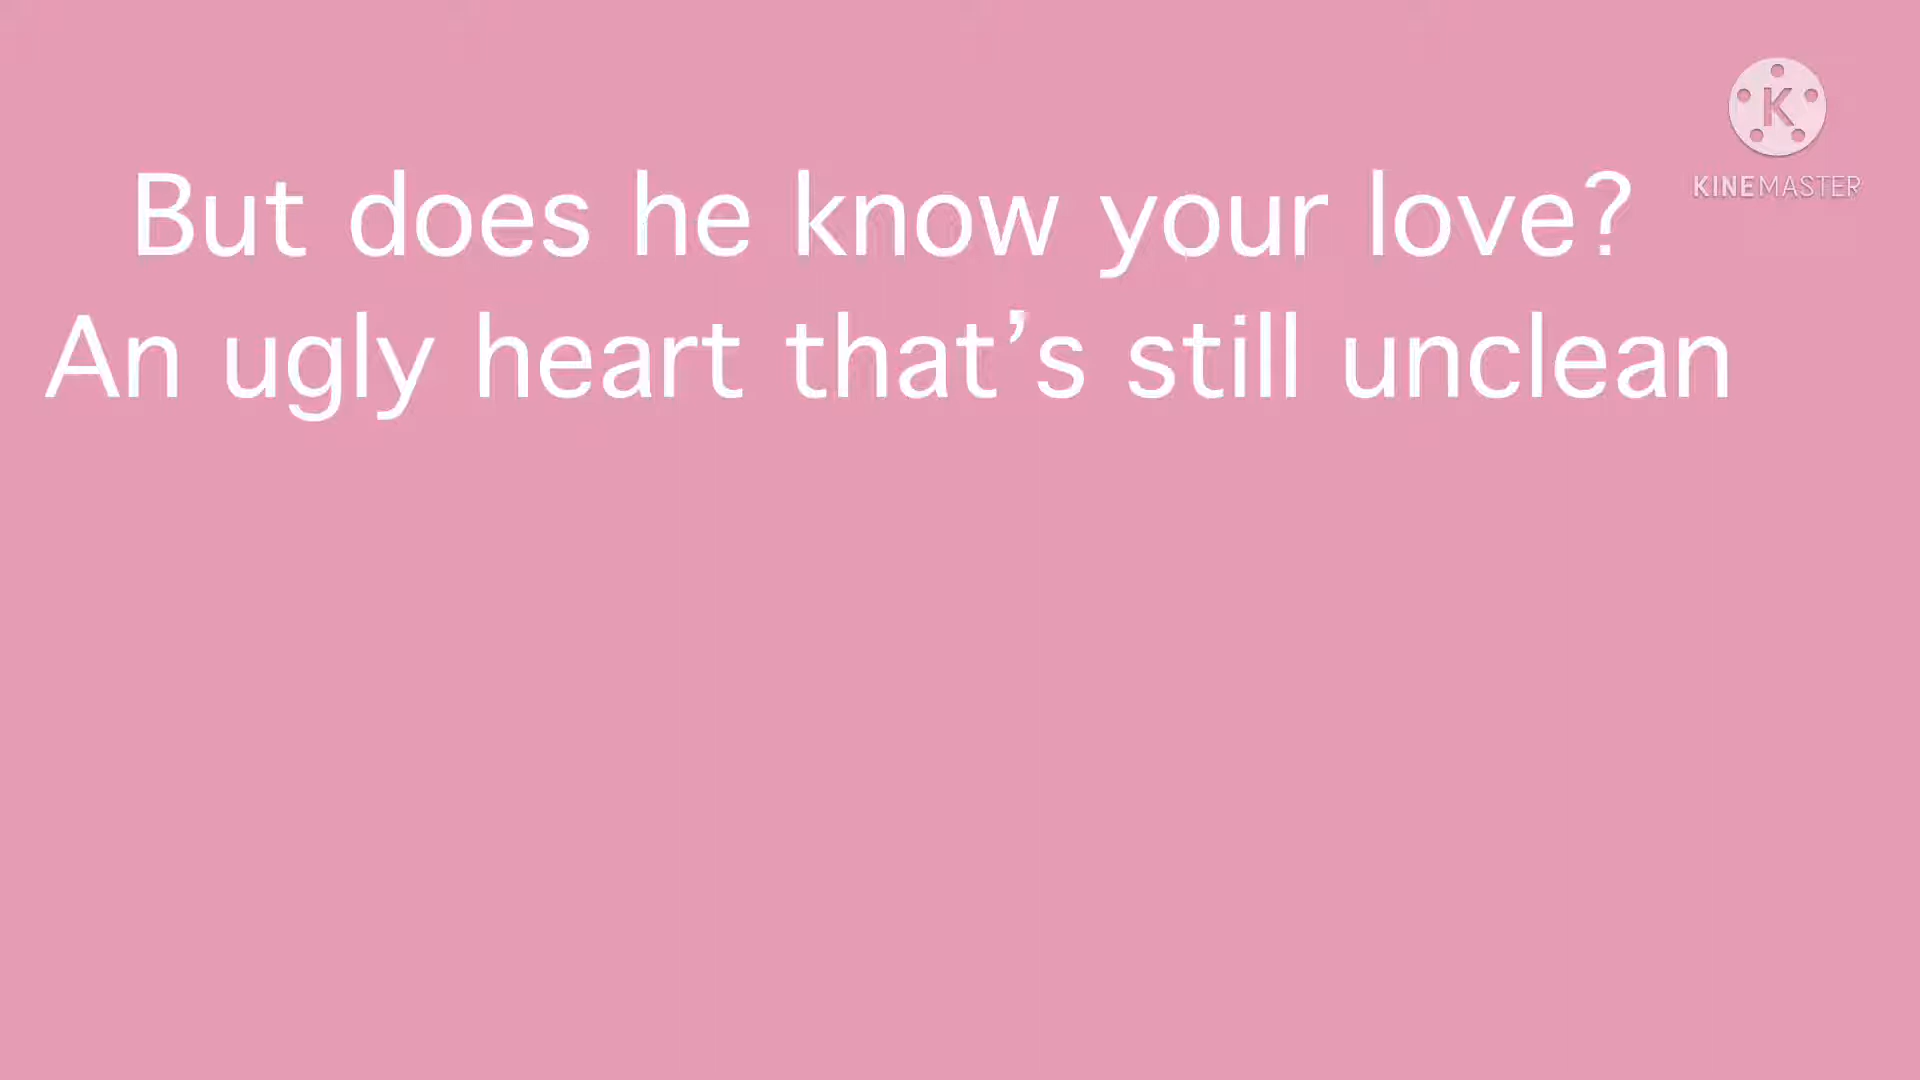 K
KINEMASTER
But does he know your love?
An ugly heart that’s still unclean